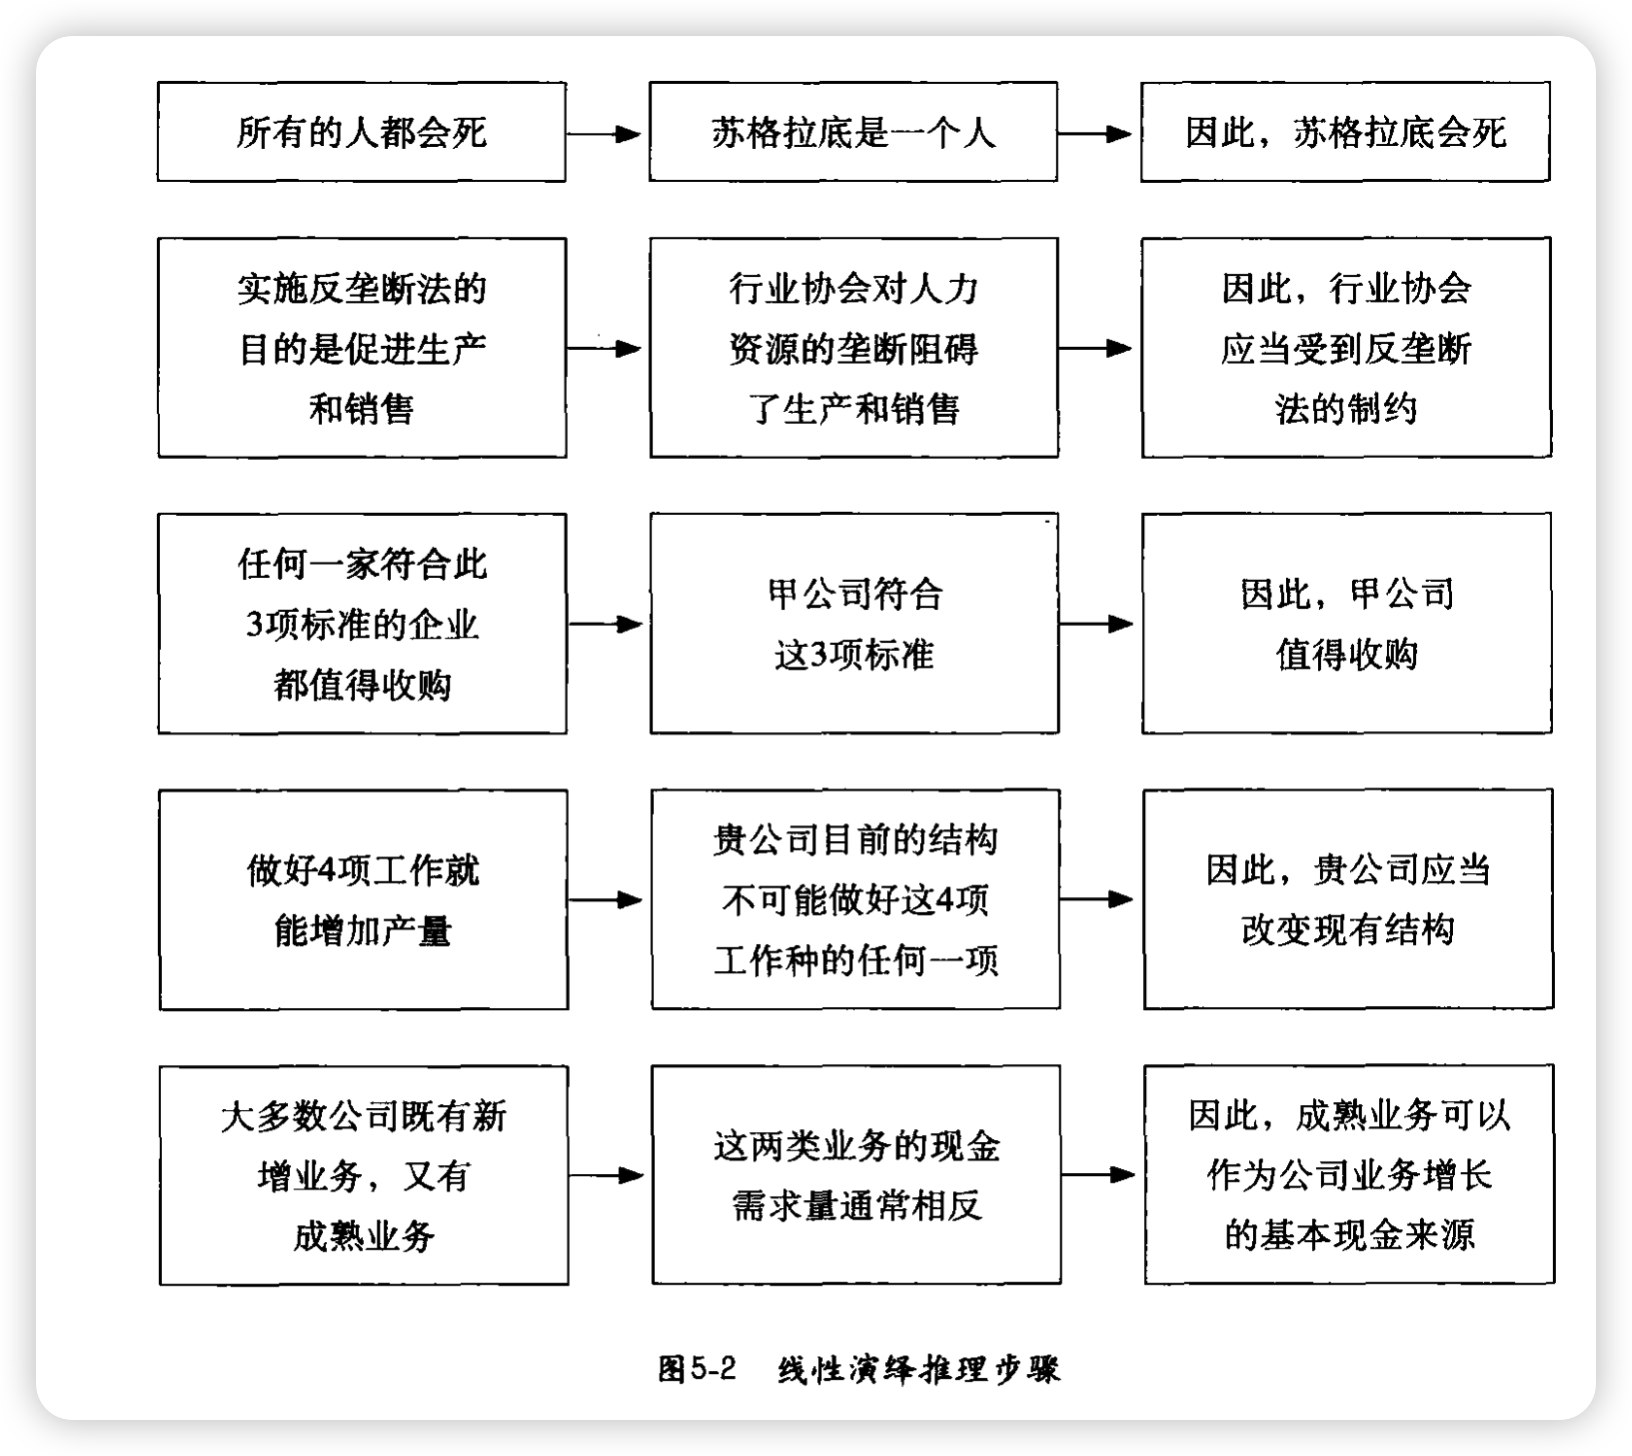 所有的人都会死
苏格拉底是一个人
因此，苏格拉底会死
实施反垄断法的
目的是促进生产
和销售
行业协会对人力
资源的垄断阻碍
了生产和销售
因此，行业协会
应当受到反垄断
法的制约
任何一家符合此
3项标准的企业
都值得收购
甲公司符合
这3项标准
因此，甲公司
值得收购
做好4项工作就
能增加产量
贵公司目前的结构
不可能做好这4项
工作种的任何一项
因此，贵公司应当
改变现有结构
大多数公司既有新
增业务，又有
成熟业务
这两类业务的现金
需求量通常相反
因此，成熟业务可以
作为公司业务增长
的基本现金来源
图5-2 线性演绎推理步骤